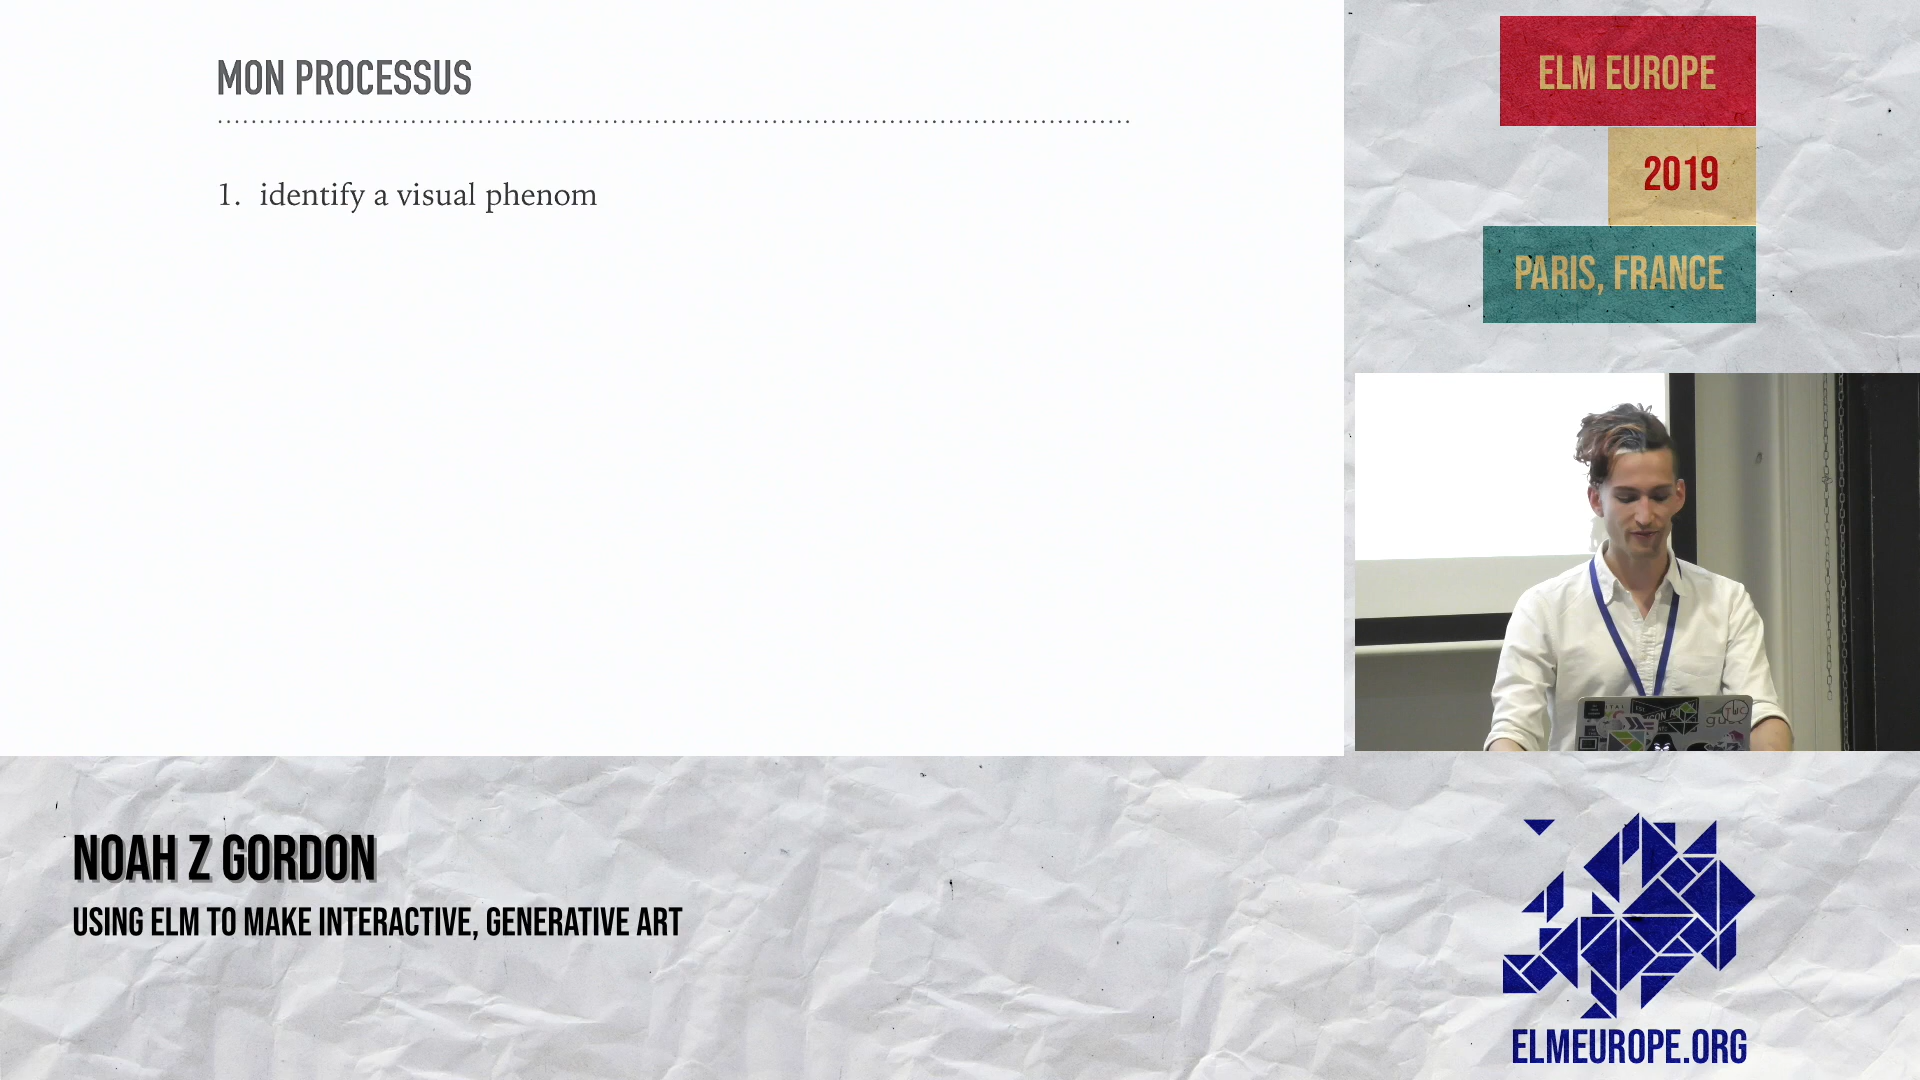 MON PROCESSUS
1. identify a visual phenom
ELM EUROPE
2019
PARIS, FRANCE
NOAH Z GORDON
USING ELM TO MAKE INTERACTIVE, GENERATIVE ART
ELMEUROPE.ORG